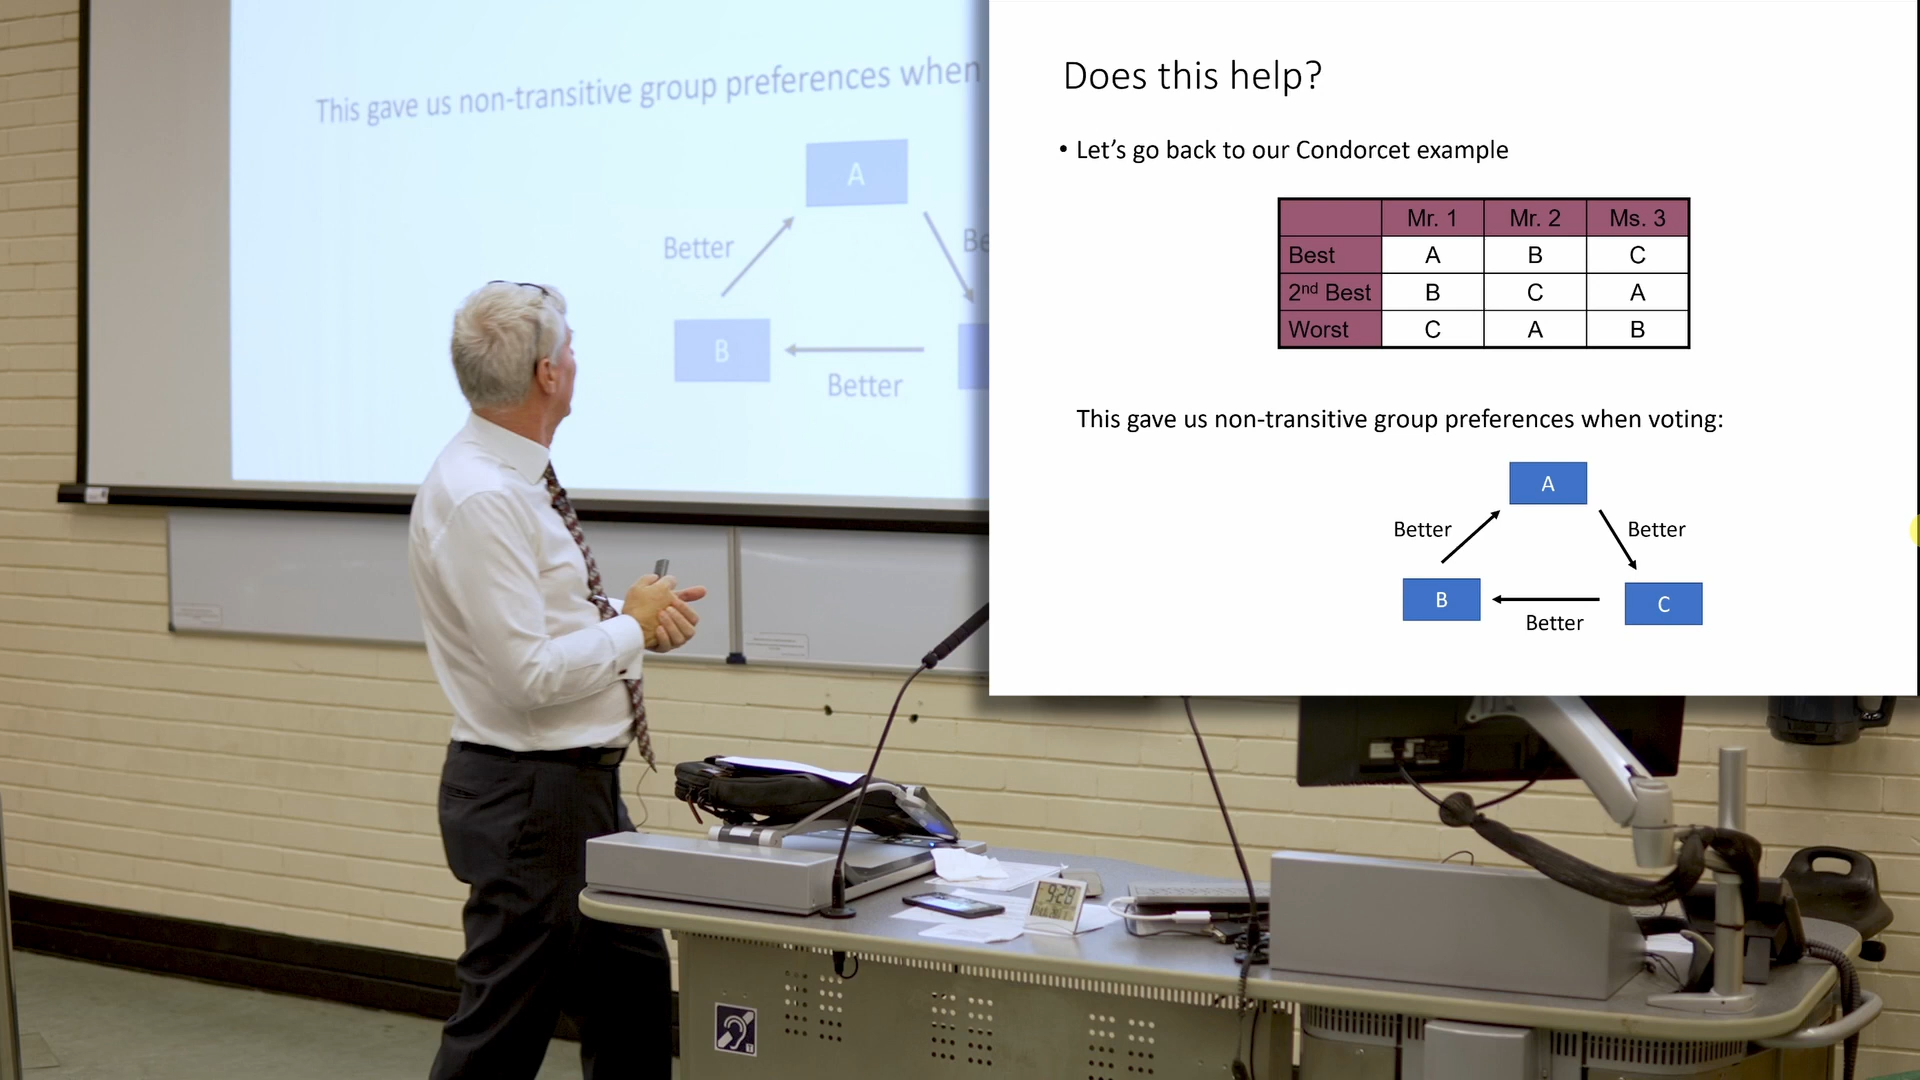 This gave us non-transitive group preferences when
A
Better
Be
B
Better
Does this help?
• Let's go back to our Condorcet example
Mr. 1 Mr. 2 Ms. 3
Best A B C
2nd Best B C A
Worst C A B
This gave us non-transitive group preferences when voting:
A
Better Better
B C
Better
9:28
T